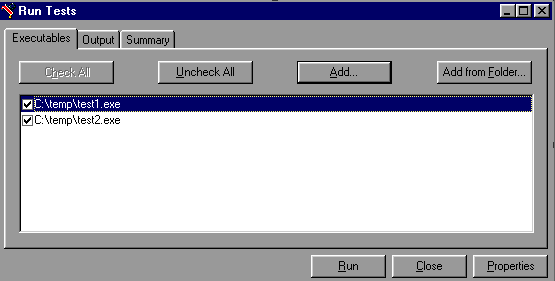 Run Tests
Executables Output Summary
Check All Uncheck All Add... Add from Folder...
C:\temp\test1.exe
C:\temp\test2.exe
Run Close Properties